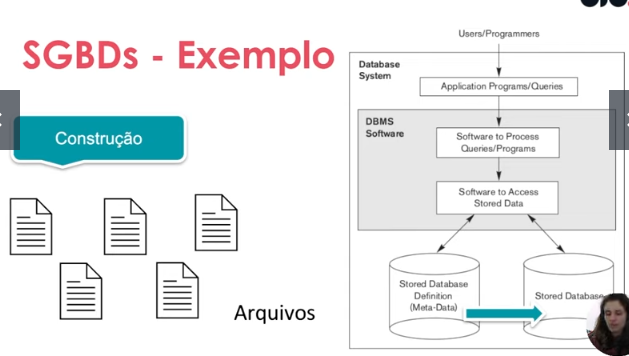 SGBDs - Exemplo
Construção
Arquivos
Users/Programmers
Database
System
Application Programs/Queries
DBMS
Software
Software to Process
Queries/Programs
Software to Access
Stored Data
Stored Database
Definition
(Meta-Data)
Stored Database